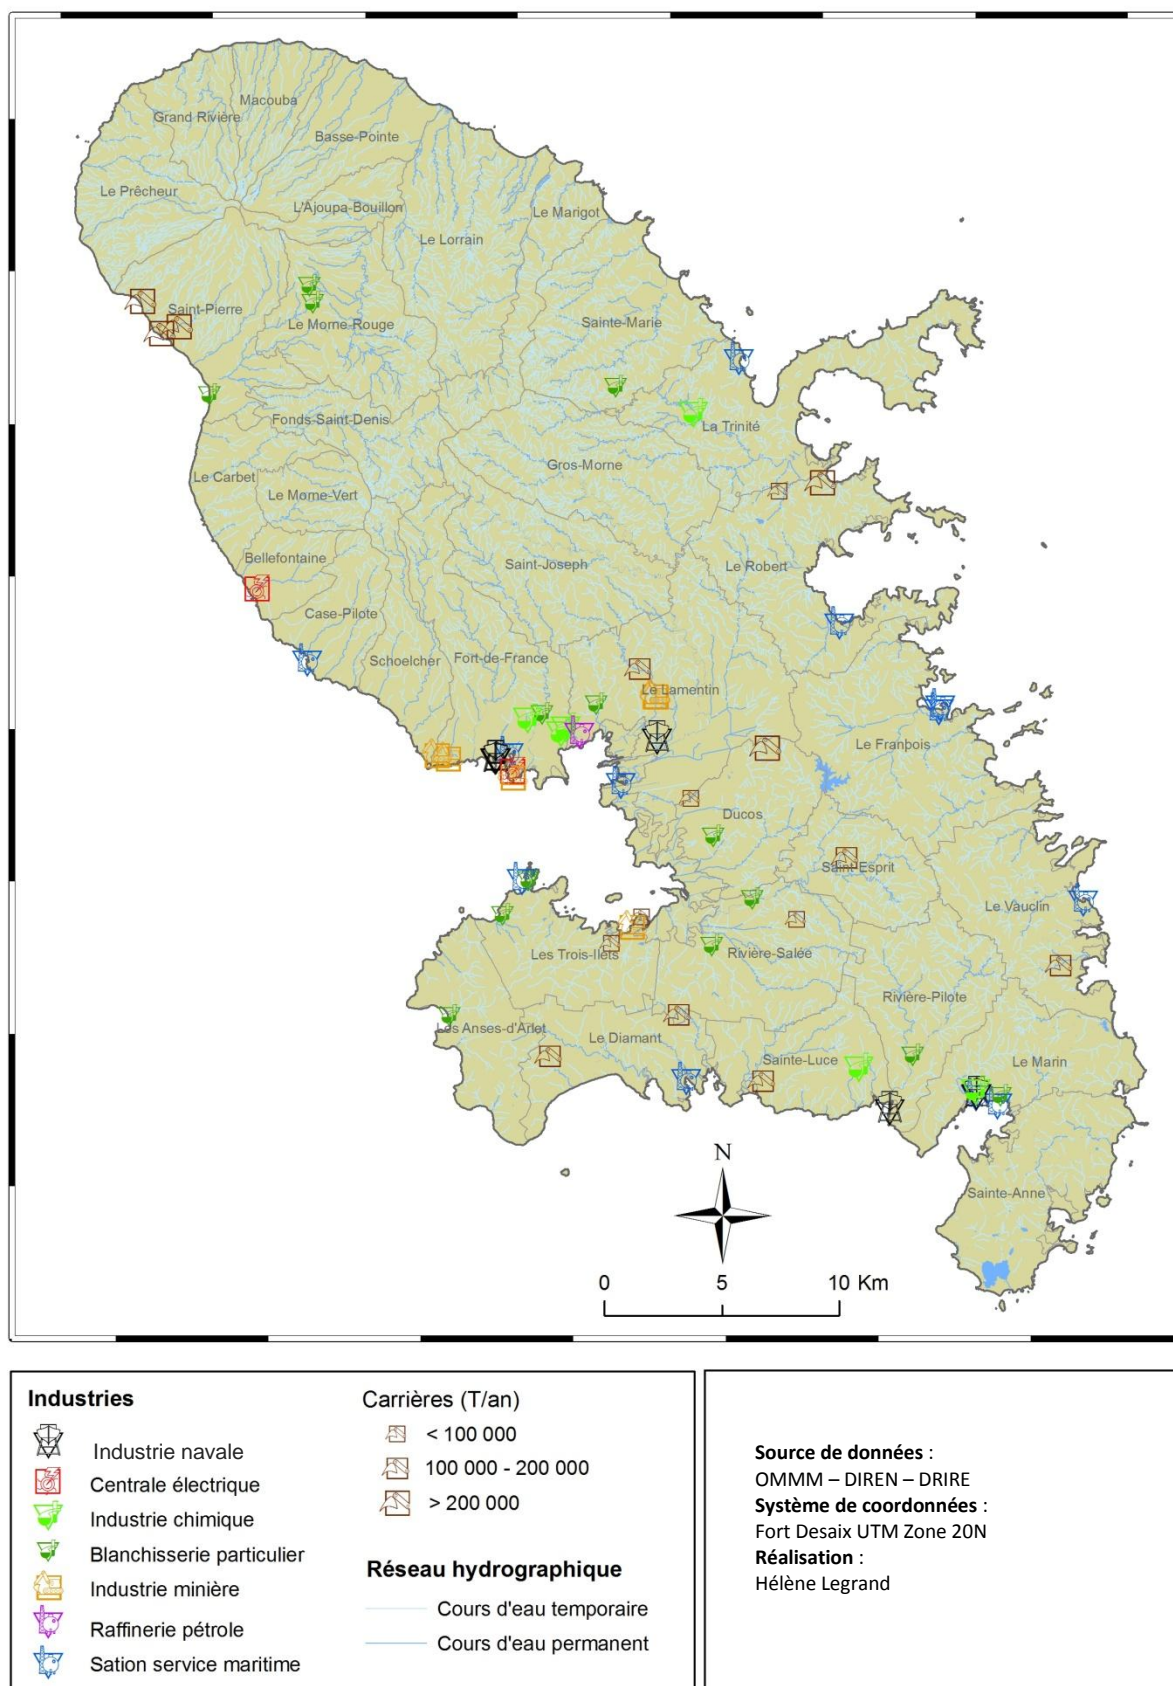 Macouba
Grand Rivière
Basse-Pointe
Le Prêcheur
L'Ajoupa-Bouillon
Le Marigot
Le Lorrain
Saint-Pierre
Le Morne-Rouge
Sainte-Marie
Fonds-Saint-Denis
La Trinité
Gros-Morne
Le Carbet
Le Morne-Vert
Bellefontaine
Saint-Joseph
Le Robert
Case-Pilote
Schoelcher
Fort-de-France
Le Lamentin
Le Franbois
Ducos
Saint-Esprit
Le Vauclin
Les Trois-Ilets
Rivière-Salée
Rivière-Pilote
Les Anses-d'Arlet
Le Diamant
Sainte-Luce
Le Marin
Sainte-Anne
N
0 5 10 Km
Industries
Industrie navale
Centrale électrique
Industrie chimique
Blanchisserie particulier
Industrie minière
Raffinerie pétrole
Sation service maritime
Carrières (T/an)
< 100 000
100 000 - 200 000
> 200 000
Réseau hydrographique
Cours d'eau temporaire
Cours d'eau permanent
Source de données :
OMMM – DIREN – DRIRE
Système de coordonnées :
Fort Desaix UTM Zone 20N
Réalisation :
Hélène Legrand